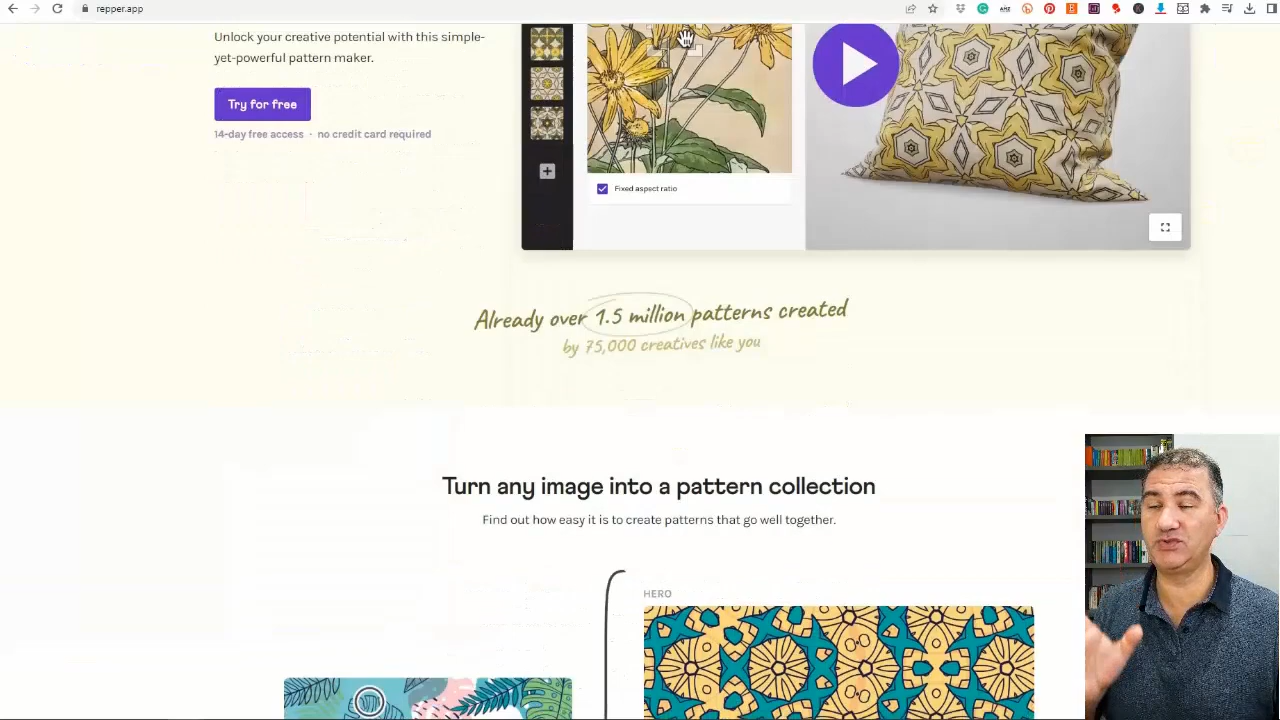 repper.app
Unlock your creative potential with this simple-
yet-powerful pattern maker.
Try for free
14-day free access · no credit card required
Fixed aspect ratio
Already over 1.5 million patterns created
by 75,000 creatives like you
Turn any image into a pattern collection
Find out how easy it is to create patterns that go well together.
HERO